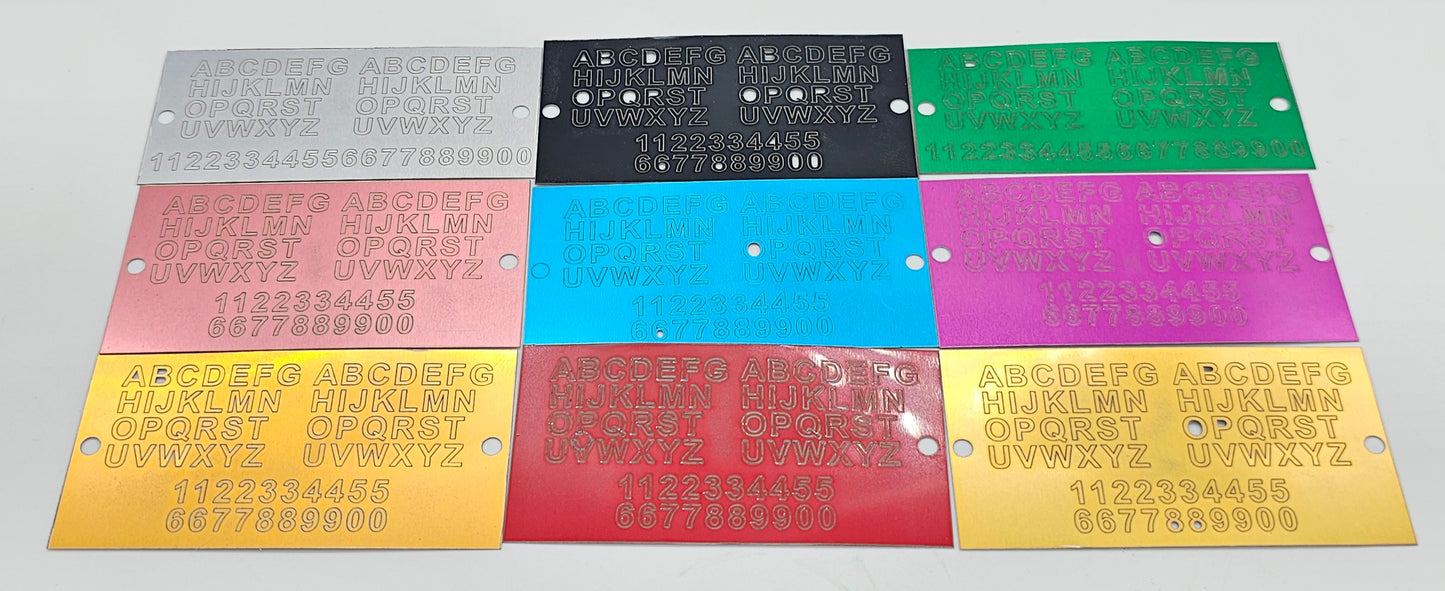 ABCDEFG ABCDEFG
HIJKLMN HIJKLMN
OPQRST OPQRST
UVWXYZ UVWXYZ
11223344556677889900
ABCDEFG ABCDEFG
HIJKLMN HIJKLMN
OPQRST OPQRST
UVWXYZ UVWXYZ
1122334455
6677889900
ABCDEFG ABCDEFG
HIJKLMN HIJKLMN
OPQRST OPQRST
UVWXYZ UVWXYZ
11223344556677889900
ABCDEFG ABCDEFG
HIJKLMN HIJKLMN
OPQRST OPQRST
UVWXYZ UVWXYZ
1122334455
6677889900
ABCDEFG ABCDEFG
HIJKLMN HIJKLMN
OPQRST OPQRST
UVWXYZ UVWXYZ
1122334455
6677889900
ABCDEFG ABCDEFG
HIJKLMN HIJKLMN
OPQRST OPQRST
UVWXYZ UVWXYZ
1122334455
6677889900
ABCDEFG ABCDEFG
HIJKLMN HIJKLMN
OPQRST OPQRST
UVWXYZ UVWXYZ
1122334455
6677889900
ABCDEFG ABCDEFG
HIJKLMN HIJKLMN
OPQRST OPQRST
UVWXYZ UVWXYZ
1122334455
6677889900
ABCDEFG ABCDEFG
HIJKLMN HIJKLMN
OPQRST OPQRST
UVWXYZ UVWXYZ
1122334455
6677889900